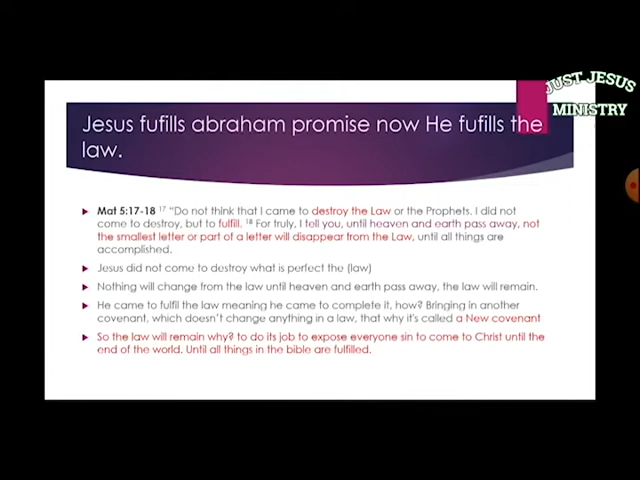 JUST JESUS
MINISTRY
Jesus fufills abraham promise now He fufills the
law.
Mat 5:17-18 17 “Do not think that I came to destroy the Law or the Prophets. I did not
come to destroy, but to fulfill. 18 For truly, I tell you, until heaven and earth pass away, not
the smallest letter or part of a letter will disappear from the Law, until all things are
accomplished.
Jesus did not come to destroy what is perfect the (law)
Nothing will change from the law until heaven and earth pass away, the law will remain.
He came to fulfil the law meaning he came to complete it, how? Bringing in another
covenant, which doesn't change anything in a law, that why it's called a New covenant
So the law will remain why? to do its job to expose everyone sin to come to Christ until the
end of the world. Until all things in the bible are fulfilled.